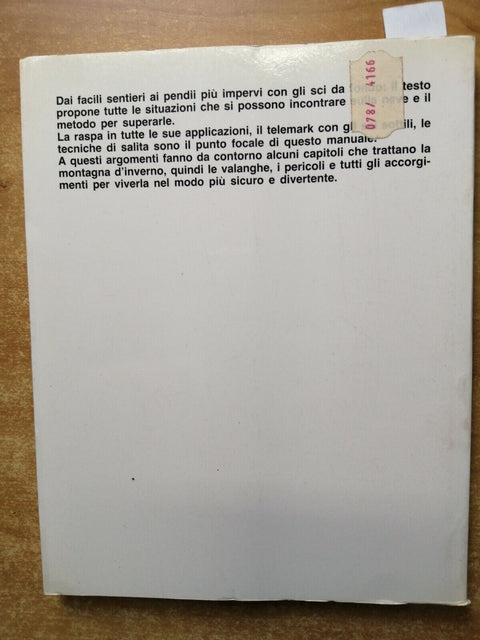 Dai facili sentieri ai pendii più impervi con gli sci da fondo: il testo
propone tutte le situazioni che si possono incontrare sulla neve e il
metodo per superarle.
La raspa in tutte le sue applicazioni, il telemark con gli sci sottili, le
tecniche di salita sono il punto focale di questo manuale.
A questi argomenti fanno da contorno alcuni capitoli che trattano la
montagna d'inverno, quindi le valanghe, i pericoli e tutti gli accorgi-
menti per viverla nel modo più sicuro e divertente.
078/ 4166